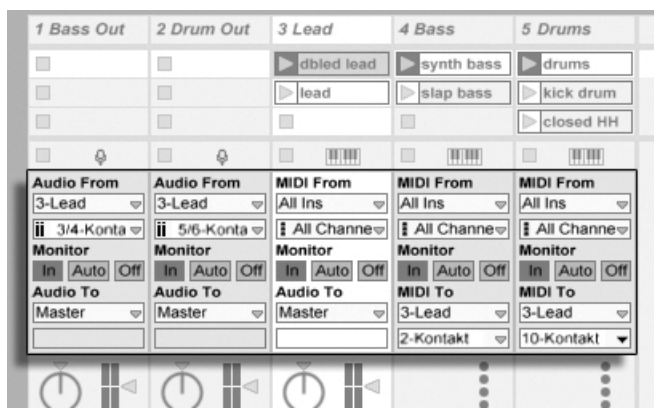 1 Bass Out 2 Drum Out 3 Lead 4 Bass 5 Drums
dbled lead synth bass drums
lead slap bass kick drum
closed HH
Audio From Audio From MIDI From MIDI From MIDI From
3-Lead 3-Lead All Ins All Ins All Ins
3/4-Konta 5/6-Konta All Channe All Channe All Channe
Monitor Monitor Monitor Monitor Monitor
In Auto Off In Auto Off In Auto Off In Auto Off In Auto Off
Audio To Audio To Audio To MIDI To MIDI To
Master Master Master 3-Lead 3-Lead
2-Kontakt 10-Kontakt